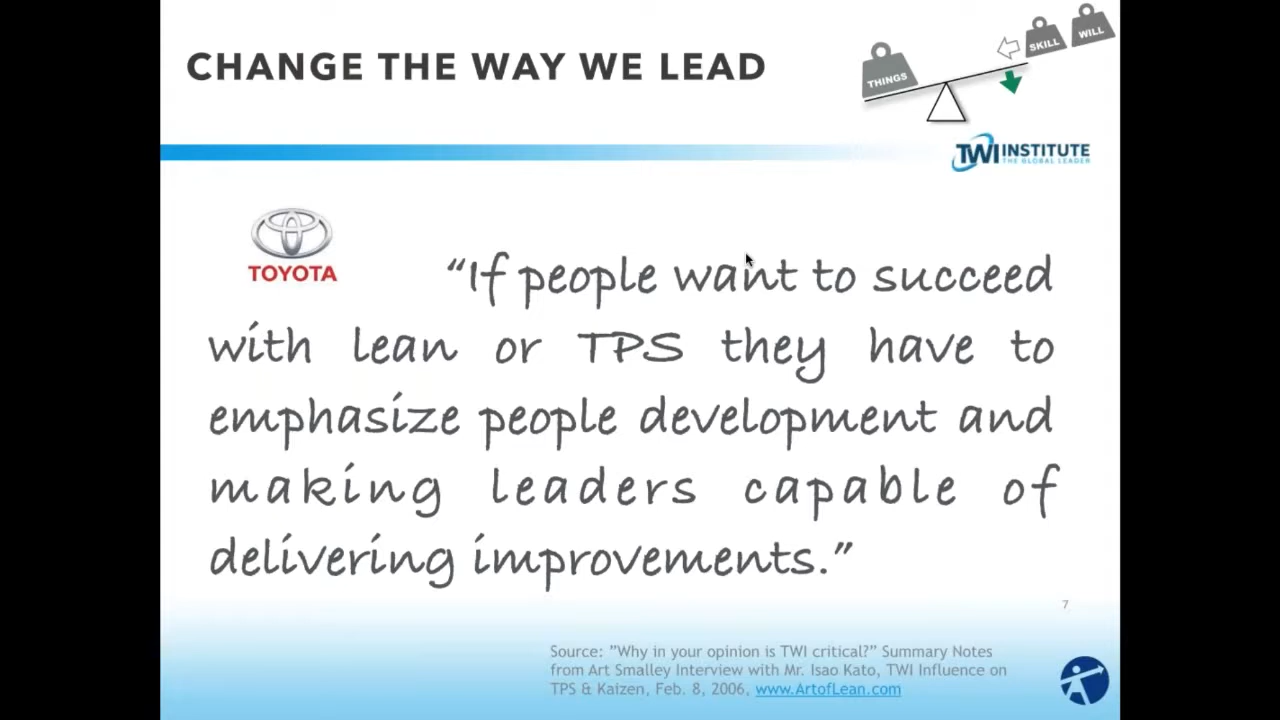 CHANGE THE WAY WE LEAD
THINGS
SKILL
WILL
TWI INSTITUTE
THE GLOBAL LEADER
TOYOTA
“If people want to succeed
with lean or TPS they have to
emphasize people development and
making leaders capable of
delivering improvements.”
7
Source: ”Why in your opinion is TWI critical?” Summary Notes
from Art Smalley Interview with Mr. Isao Kato, TWI Influence on
TPS & Kaizen, Feb. 8, 2006, www.ArtofLean.com